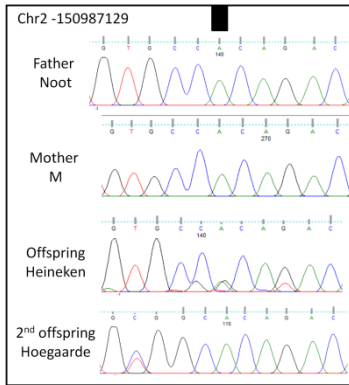 Chr2 -150987129
G T G C C A C A G A C
140
Father
Noot
G T G C C A C A G A C
270
Mother
M
G T G C C A C A G A C
140
Offspring
Heineken
G C G G C A C A G A C
110
2nd offspring
Hoegaarde